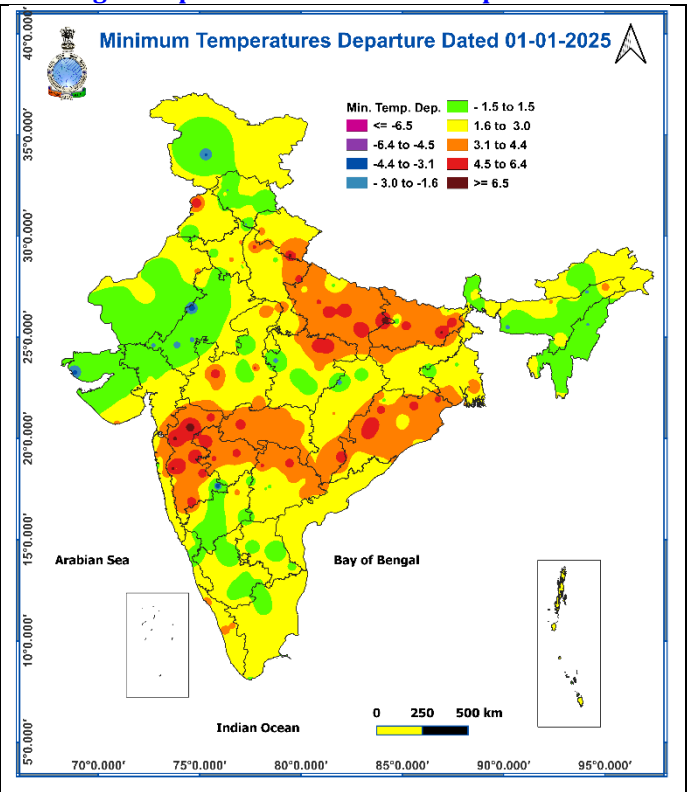 Minimum Temperatures Departure Dated 01-01-2025
Min. Temp. Dep.
<= -6.5
-6.4 to -4.5
-4.4 to -3.1
- 3.0 to -1.6
- 1.5 to 1.5
1.6 to 3.0
3.1 to 4.4
4.5 to 6.4
>= 6.5
40°0.000'
35°0.000'
30°0.000'
25°0.000'
20°0.000'
15°0.000'
10°0.000'
5°0.000'
Arabian Sea
Bay of Bengal
Indian Ocean
0 250 500 km
70°0.000' 75°0.000' 80°0.000' 85°0.000' 90°0.000' 95°0.000'